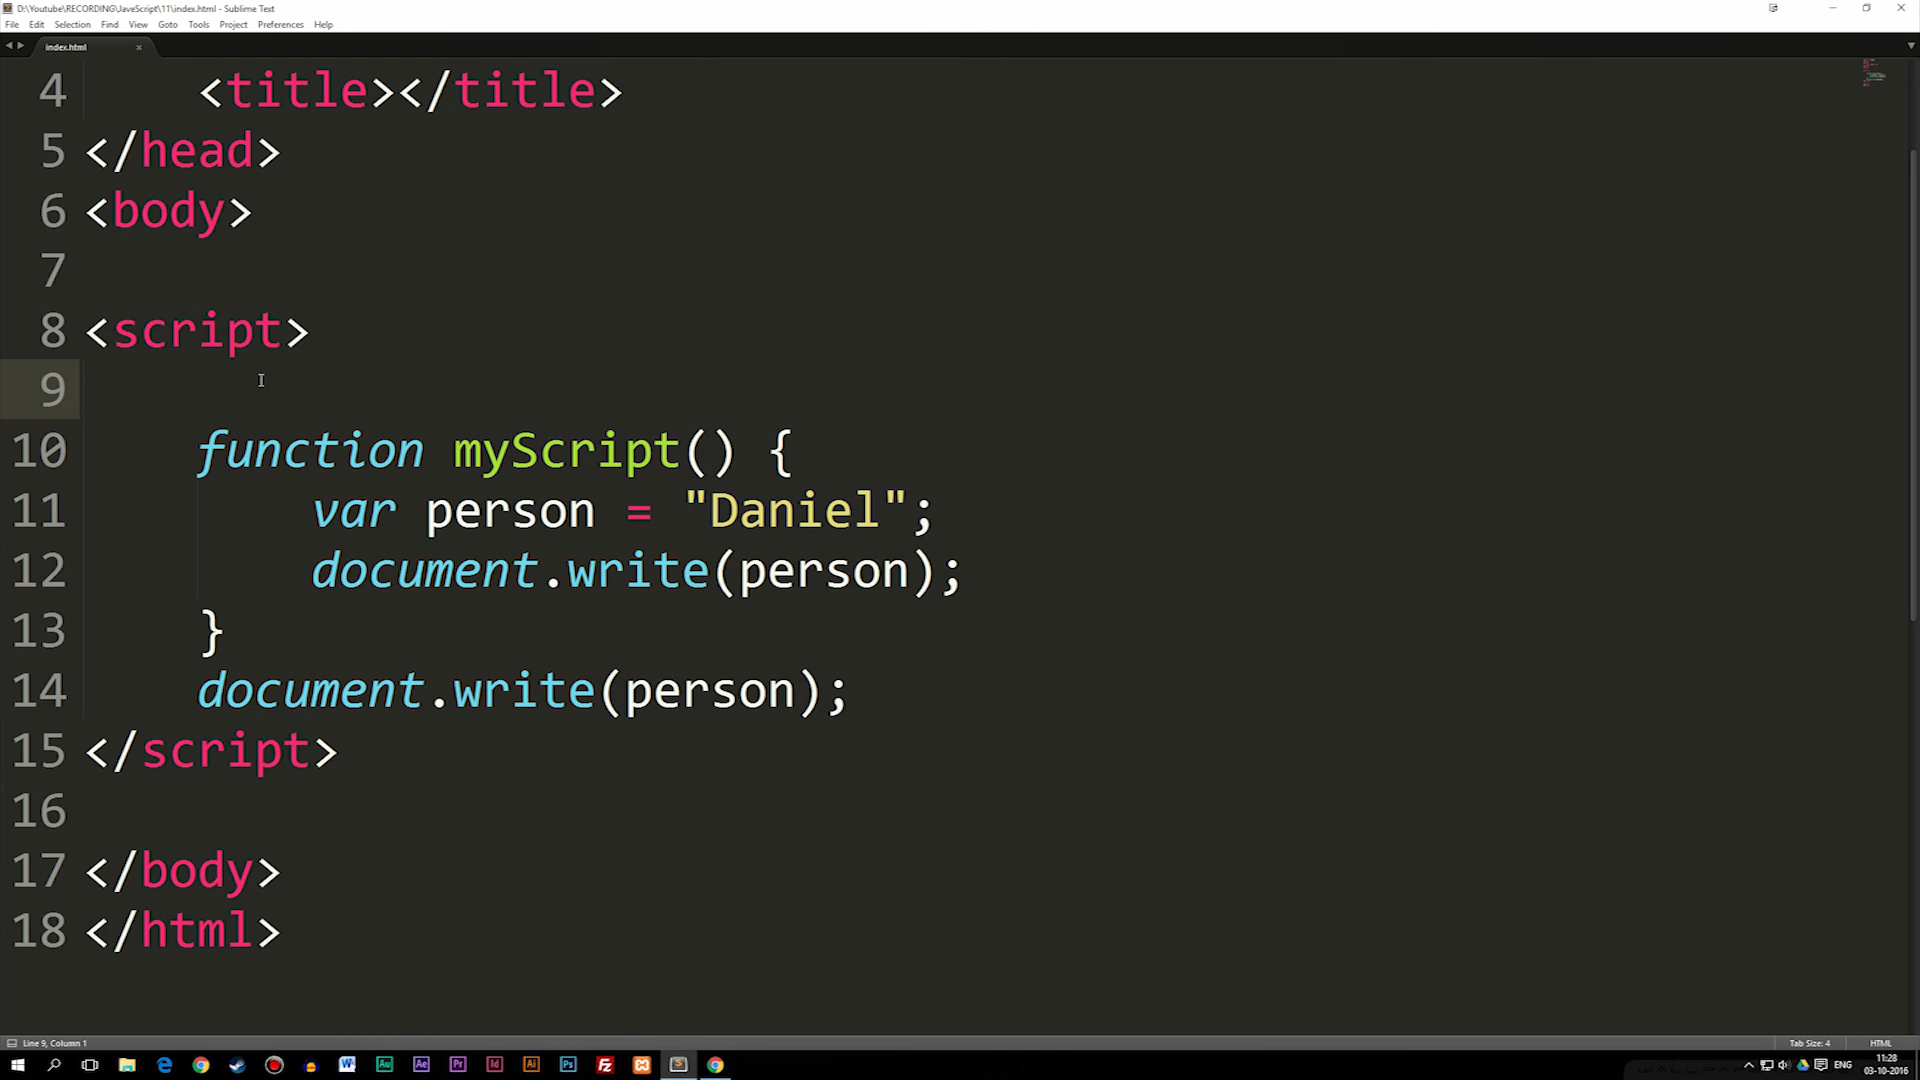 D:\Youtube\RECORDING\JavaScript\11\index.html - Sublime Text
File Edit Selection Find View Goto Tools Project Preferences Help
index.html
4 <title></title>
5 </head>
6 <body>
7
8 <script>
9
10 function myScript() {
11 var person = "Daniel";
12 document.write(person);
13 }
14 document.write(person);
15 </script>
16
17 </body>
18 </html>
Line 9, Column 1
Tab Size: 4
HTML
ENG
11:28
03-10-2016